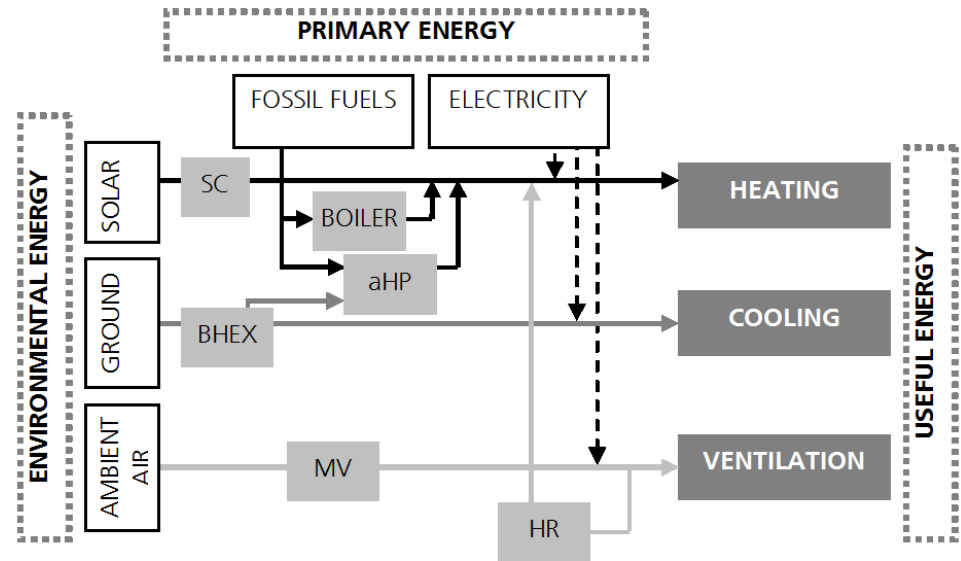 PRIMARY ENERGY
FOSSIL FUELS
ELECTRICITY
ENVIRONMENTAL ENERGY
SOLAR
SC
HEATING
BOILER
aHP
GROUND
BHEX
COOLING
USEFUL ENERGY
AMBIENT
AIR
MV
VENTILATION
HR